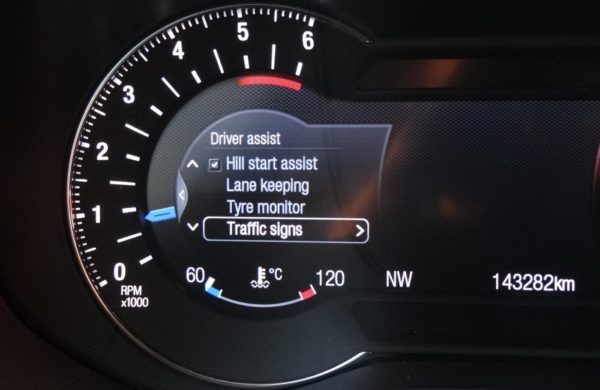 6
5
4
3
2
1
0
RPM
x1000
Driver assist
Hill start assist
Lane keeping
Tyre monitor
Traffic signs
60 °C 120 NW 143282km